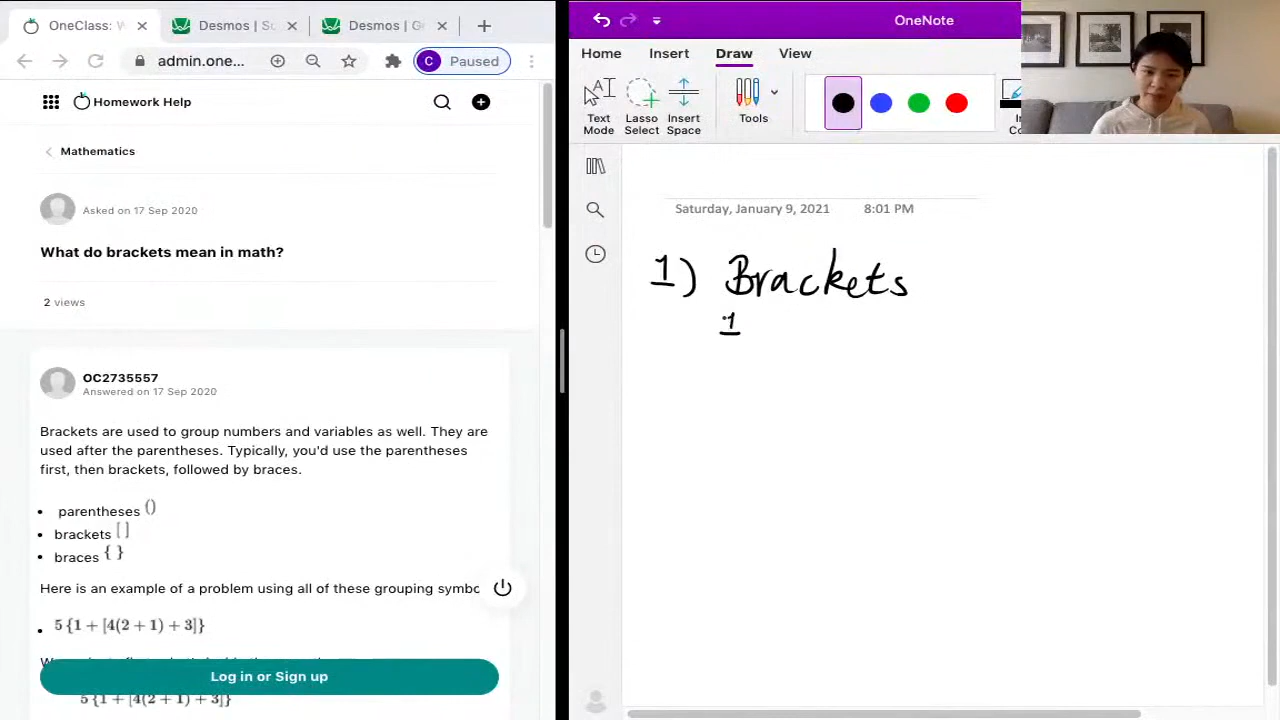 OneClass: W
Desmos | Sc
Desmos | G
admin.one...
C Paused
Homework Help
Mathematics
Asked on 17 Sep 2020
What do brackets mean in math?
2 views
OC2735557
Answered on 17 Sep 2020
Brackets are used to group numbers and variables as well. They are
used after the parentheses. Typically, you'd use the parentheses
first, then brackets, followed by braces.
• parentheses ()
• brackets [ ]
• braces { }
Here is an example of a problem using all of these grouping symbo
• 5 {1 + [4(2 + 1) + 3]}
Log in or Sign up
5 {1 + [4(2 + 1) + 3]}
OneNote
Home Insert Draw View
Text Mode
Lasso Select
Insert Space
Tools
Saturday, January 9, 2021 8:01 PM
1) Brackets
1